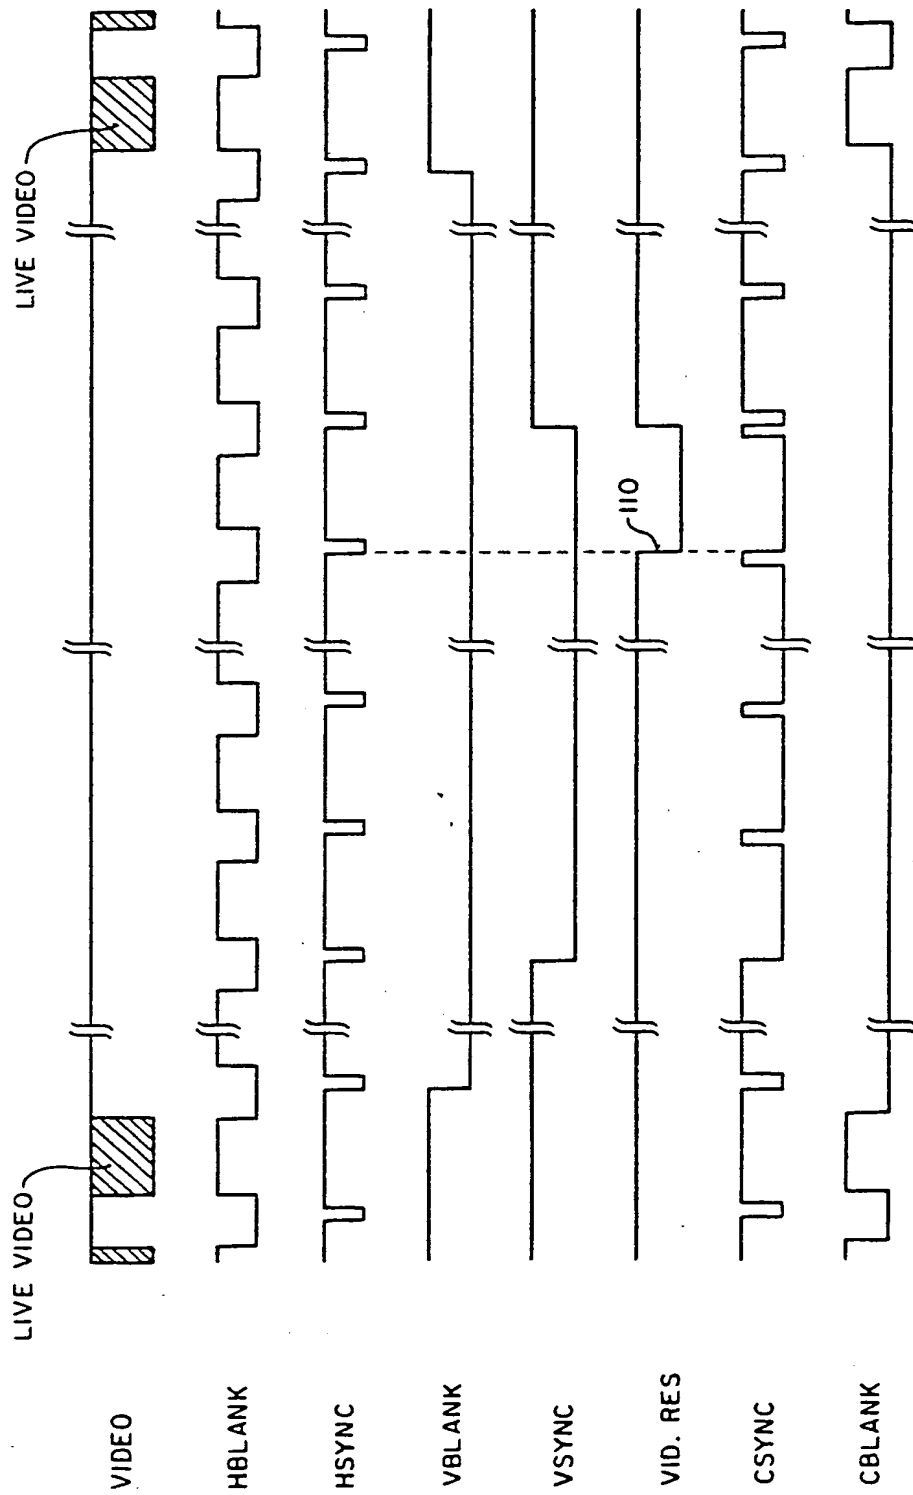 LIVE VIDEO
LIVE VIDEO
VIDEO
HBLANK
HSYNC
VBLANK
VSYNC
VID. RES
110
CSYNC
CBLANK